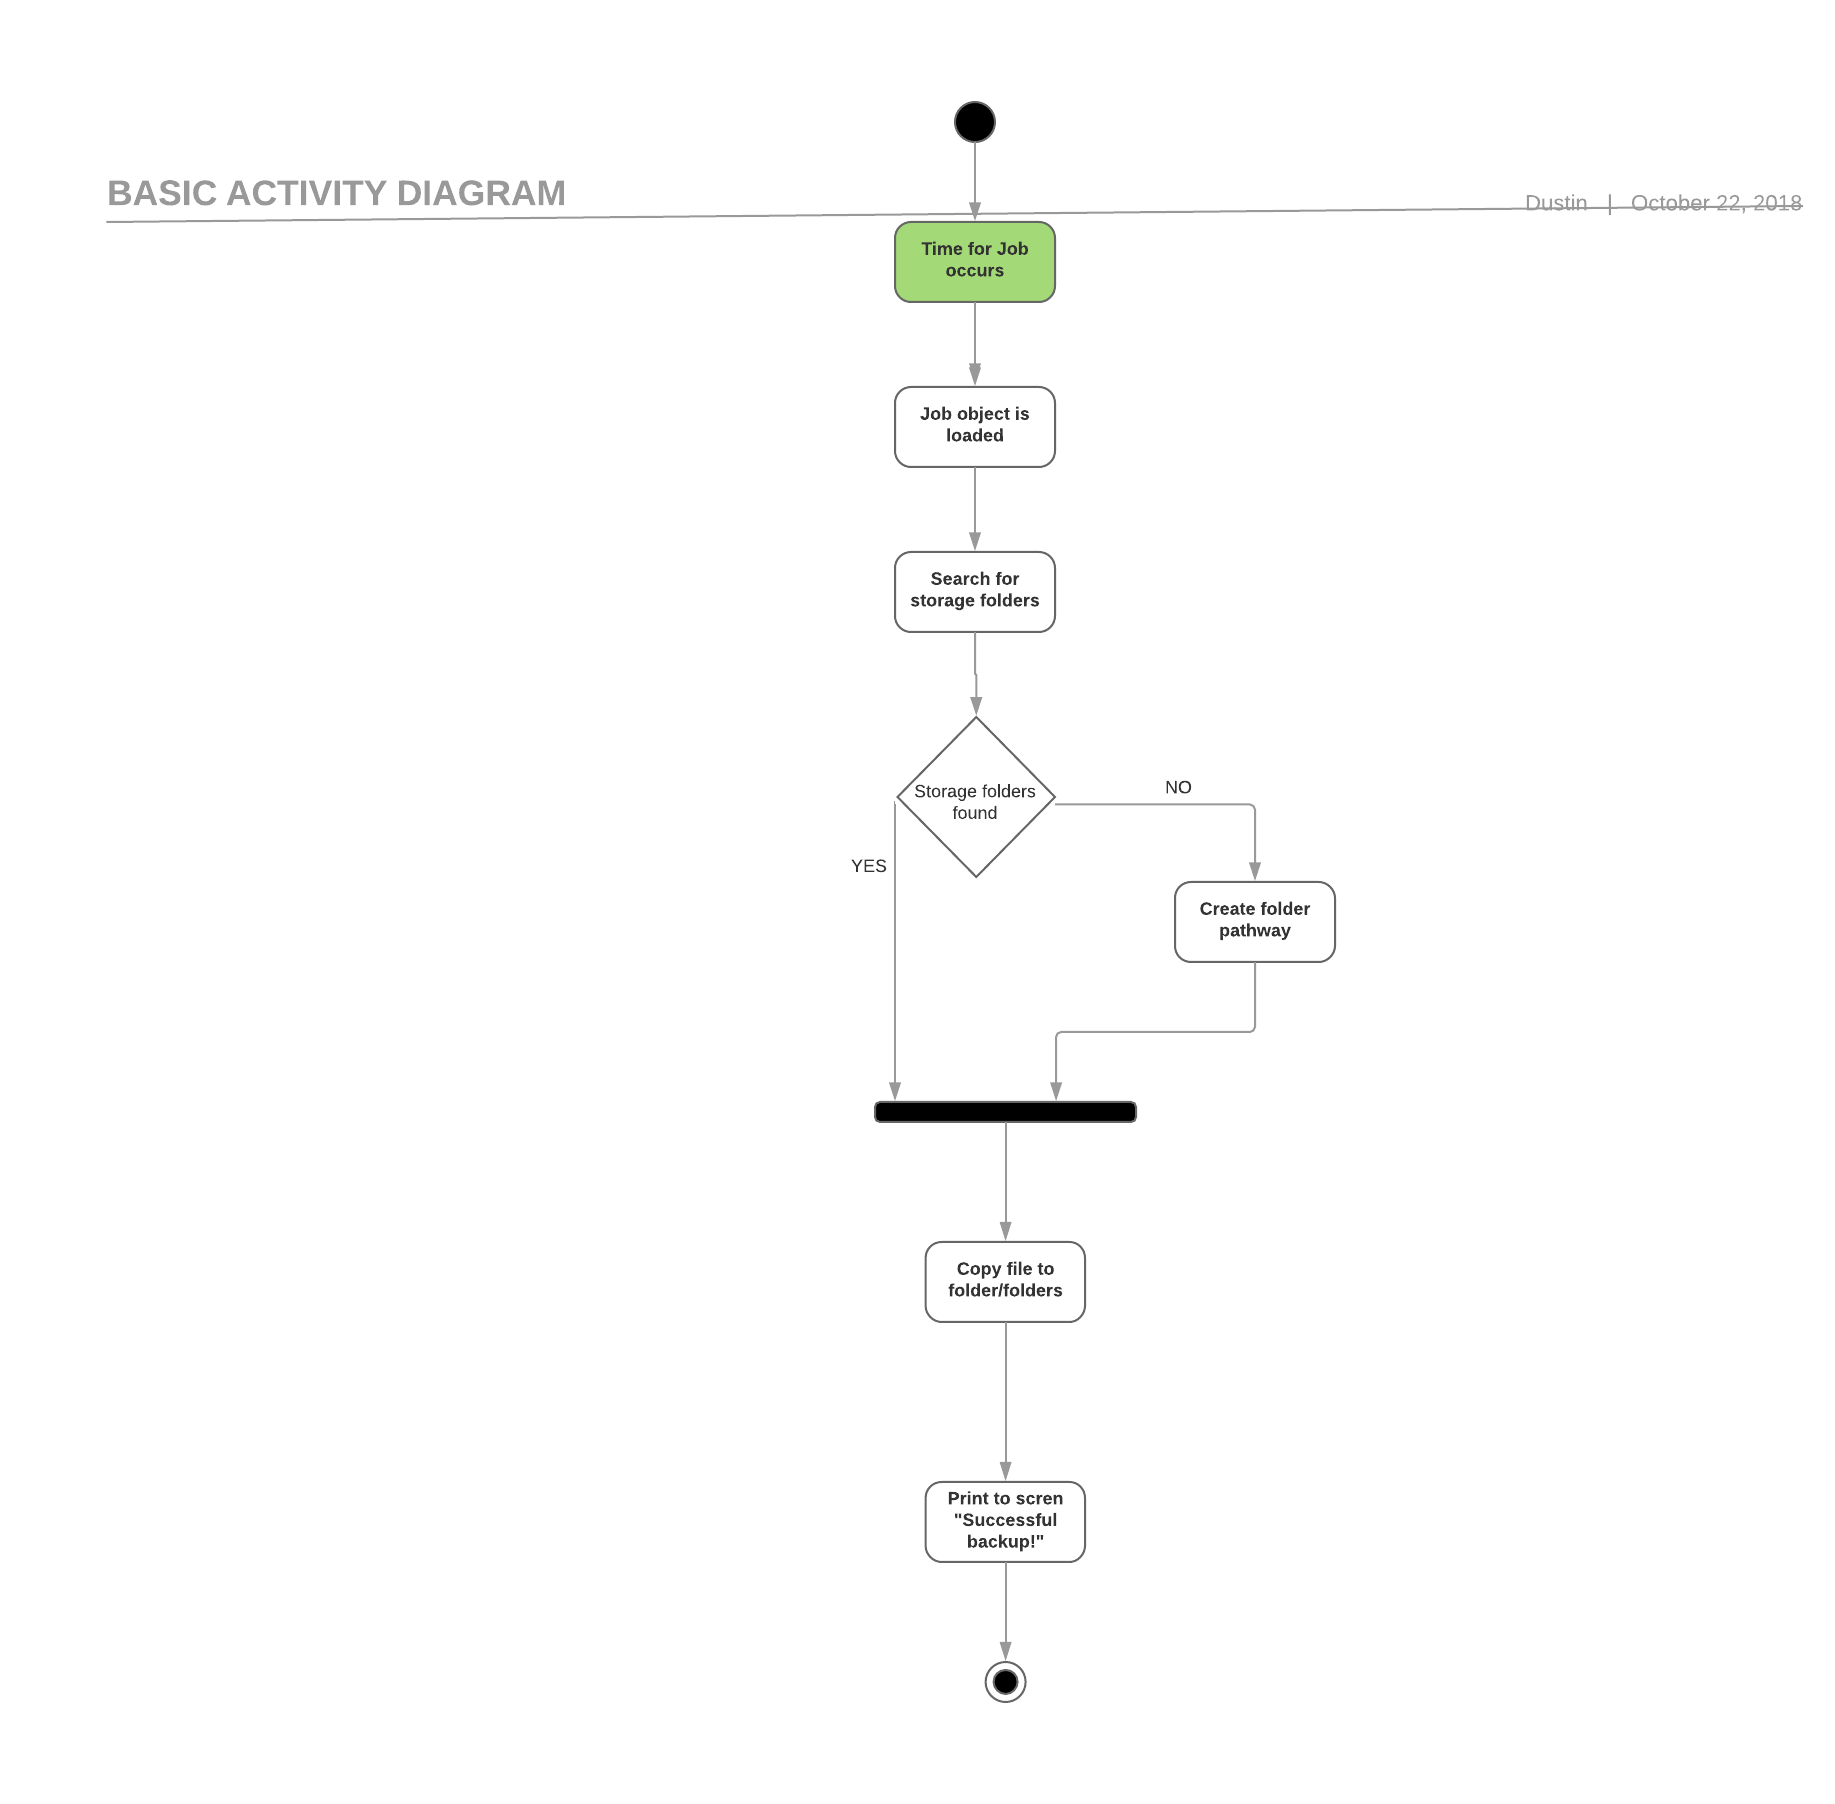 BASIC ACTIVITY DIAGRAM
Dustin | October 22, 2018
Time for Job
occurs
Job object is
loaded
Search for
storage folders
Storage folders
found
NO
YES
Create folder
pathway
Copy file to
folder/folders
Print to scren
"Successful
backup!"